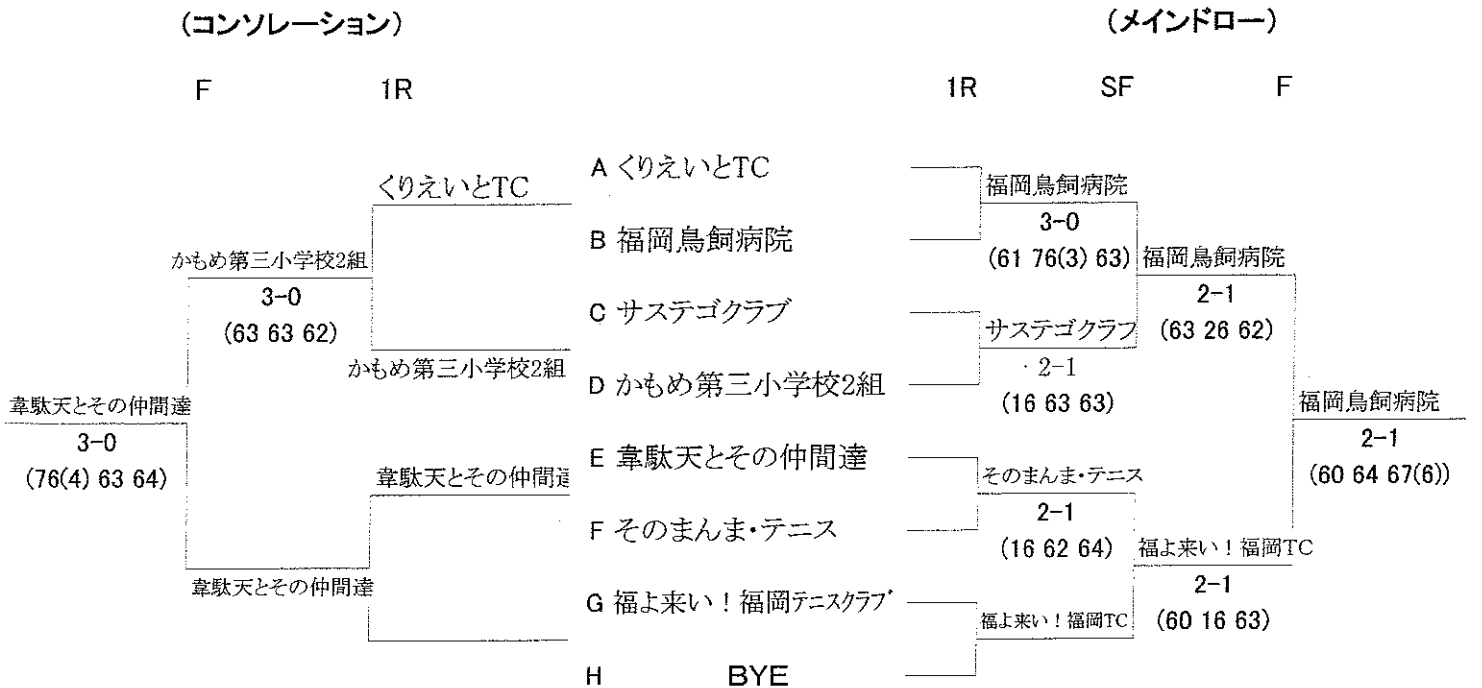 (コンソレーション)
(メインドロー)
F
1R
1R
SF
F
A くりえいとTC
B 福岡鳥飼病院
C サステゴクラブ
D かもめ第三小学校2組
E 韋駄天とその仲間達
F そのまんま・テニス
G 福よ来い!福岡テニスクラブ
H BYE
くりえいとTC
かもめ第三小学校2組
3-0
(63 63 62)
かもめ第三小学校2組
韋駄天とその仲間達
3-0
(76(4) 63 64)
韋駄天とその仲間達
韋駄天とその仲間達
福岡鳥飼病院
3-0
(61 76(3) 63)
サステゴクラブ
2-1
(16 63 63)
そのまんま・テニス
2-1
(16 62 64)
福よ来い!福岡TC
福岡鳥飼病院
2-1
(63 26 62)
福よ来い!福岡TC
2-1
(60 16 63)
福岡鳥飼病院
2-1
(60 64 67(6))